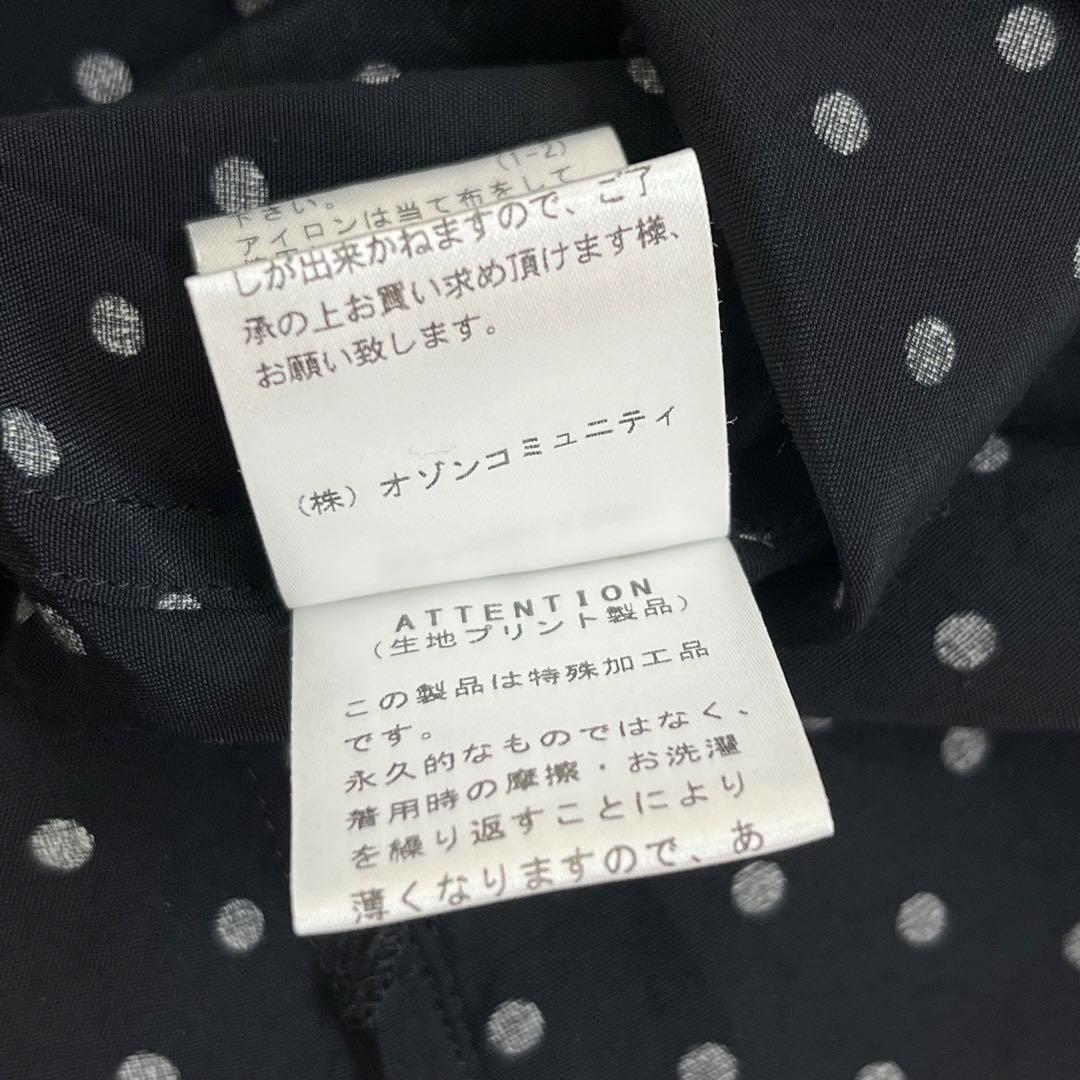 (1-2)
下さい。
アイロンは当て布をして
しが出来かねますので、ご了
承の上お買い求め頂けます様、
お願い致します。
(株)オゾンコミュニティ
ATTENTION
(生地プリント製品)
この製品は特殊加工品
です。
永久的なものではなく、
着用時の摩擦・お洗濯
を繰り返すことにより
薄くなりますので、あ